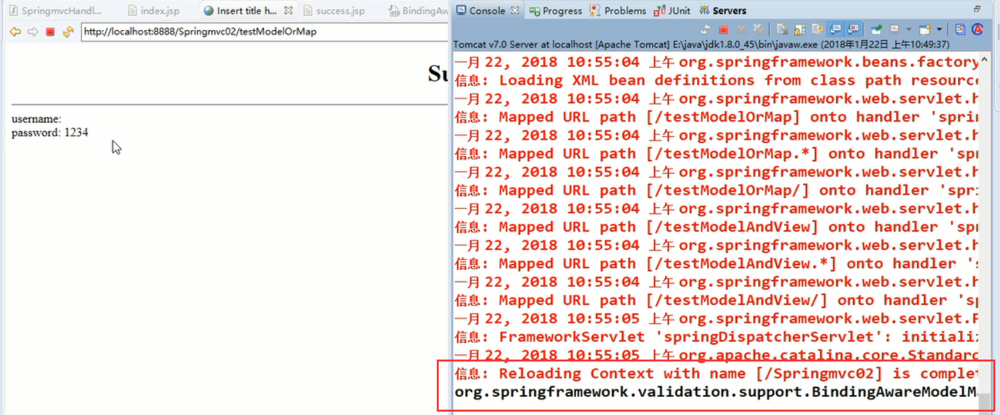 SpringmvcHandl...
index.jsp
Insert title h...
success.jsp
BindingAw
http://localhost:8888/Springmvc02/testModelOrMap
Su
username:
password: 1234
Console
Progress
Problems
JUnit
Servers
Tomcat v7.0 Server at localhost [Apache Tomcat] E:\java\jdk1.8.0_45\bin\javaw.exe (2018年1月22日 上午10:49:37)
一月 22, 2018 10:55:04 上午 org.springframework.beans.factory
信息: Loading XML bean definitions from class path resourc
一月 22, 2018 10:55:04 上午 org.springframework.web.servlet.h
信息: Mapped URL path [/testModelOrMap] onto handler 'spri
一月 22, 2018 10:55:04 上午 org.springframework.web.servlet.h
信息: Mapped URL path [/testModelOrMap.*] onto handler 'sp
一月 22, 2018 10:55:04 上午 org.springframework.web.servlet.h
信息: Mapped URL path [/testModelOrMap/] onto handler 'spr
一月 22, 2018 10:55:04 上午 org.springframework.web.servlet.h
信息: Mapped URL path [/testModelAndView] onto handler 'sp
一月 22, 2018 10:55:04 上午 org.springframework.web.servlet.h
信息: Mapped URL path [/testModelAndView.*] onto handler '
一月 22, 2018 10:55:04 上午 org.springframework.web.servlet.h
信息: Mapped URL path [/testModelAndView/] onto handler 's
一月 22, 2018 10:55:05 上午 org.springframework.web.servlet.F
信息: FrameworkServlet 'springDispatcherServlet': initiali
一月 22, 2018 10:55:05 上午 org.apache.catalina.core.Standard
信息: Reloading Context with name [/Springmvc02] is comple
org.springframework.validation.support.BindingAwareModelM